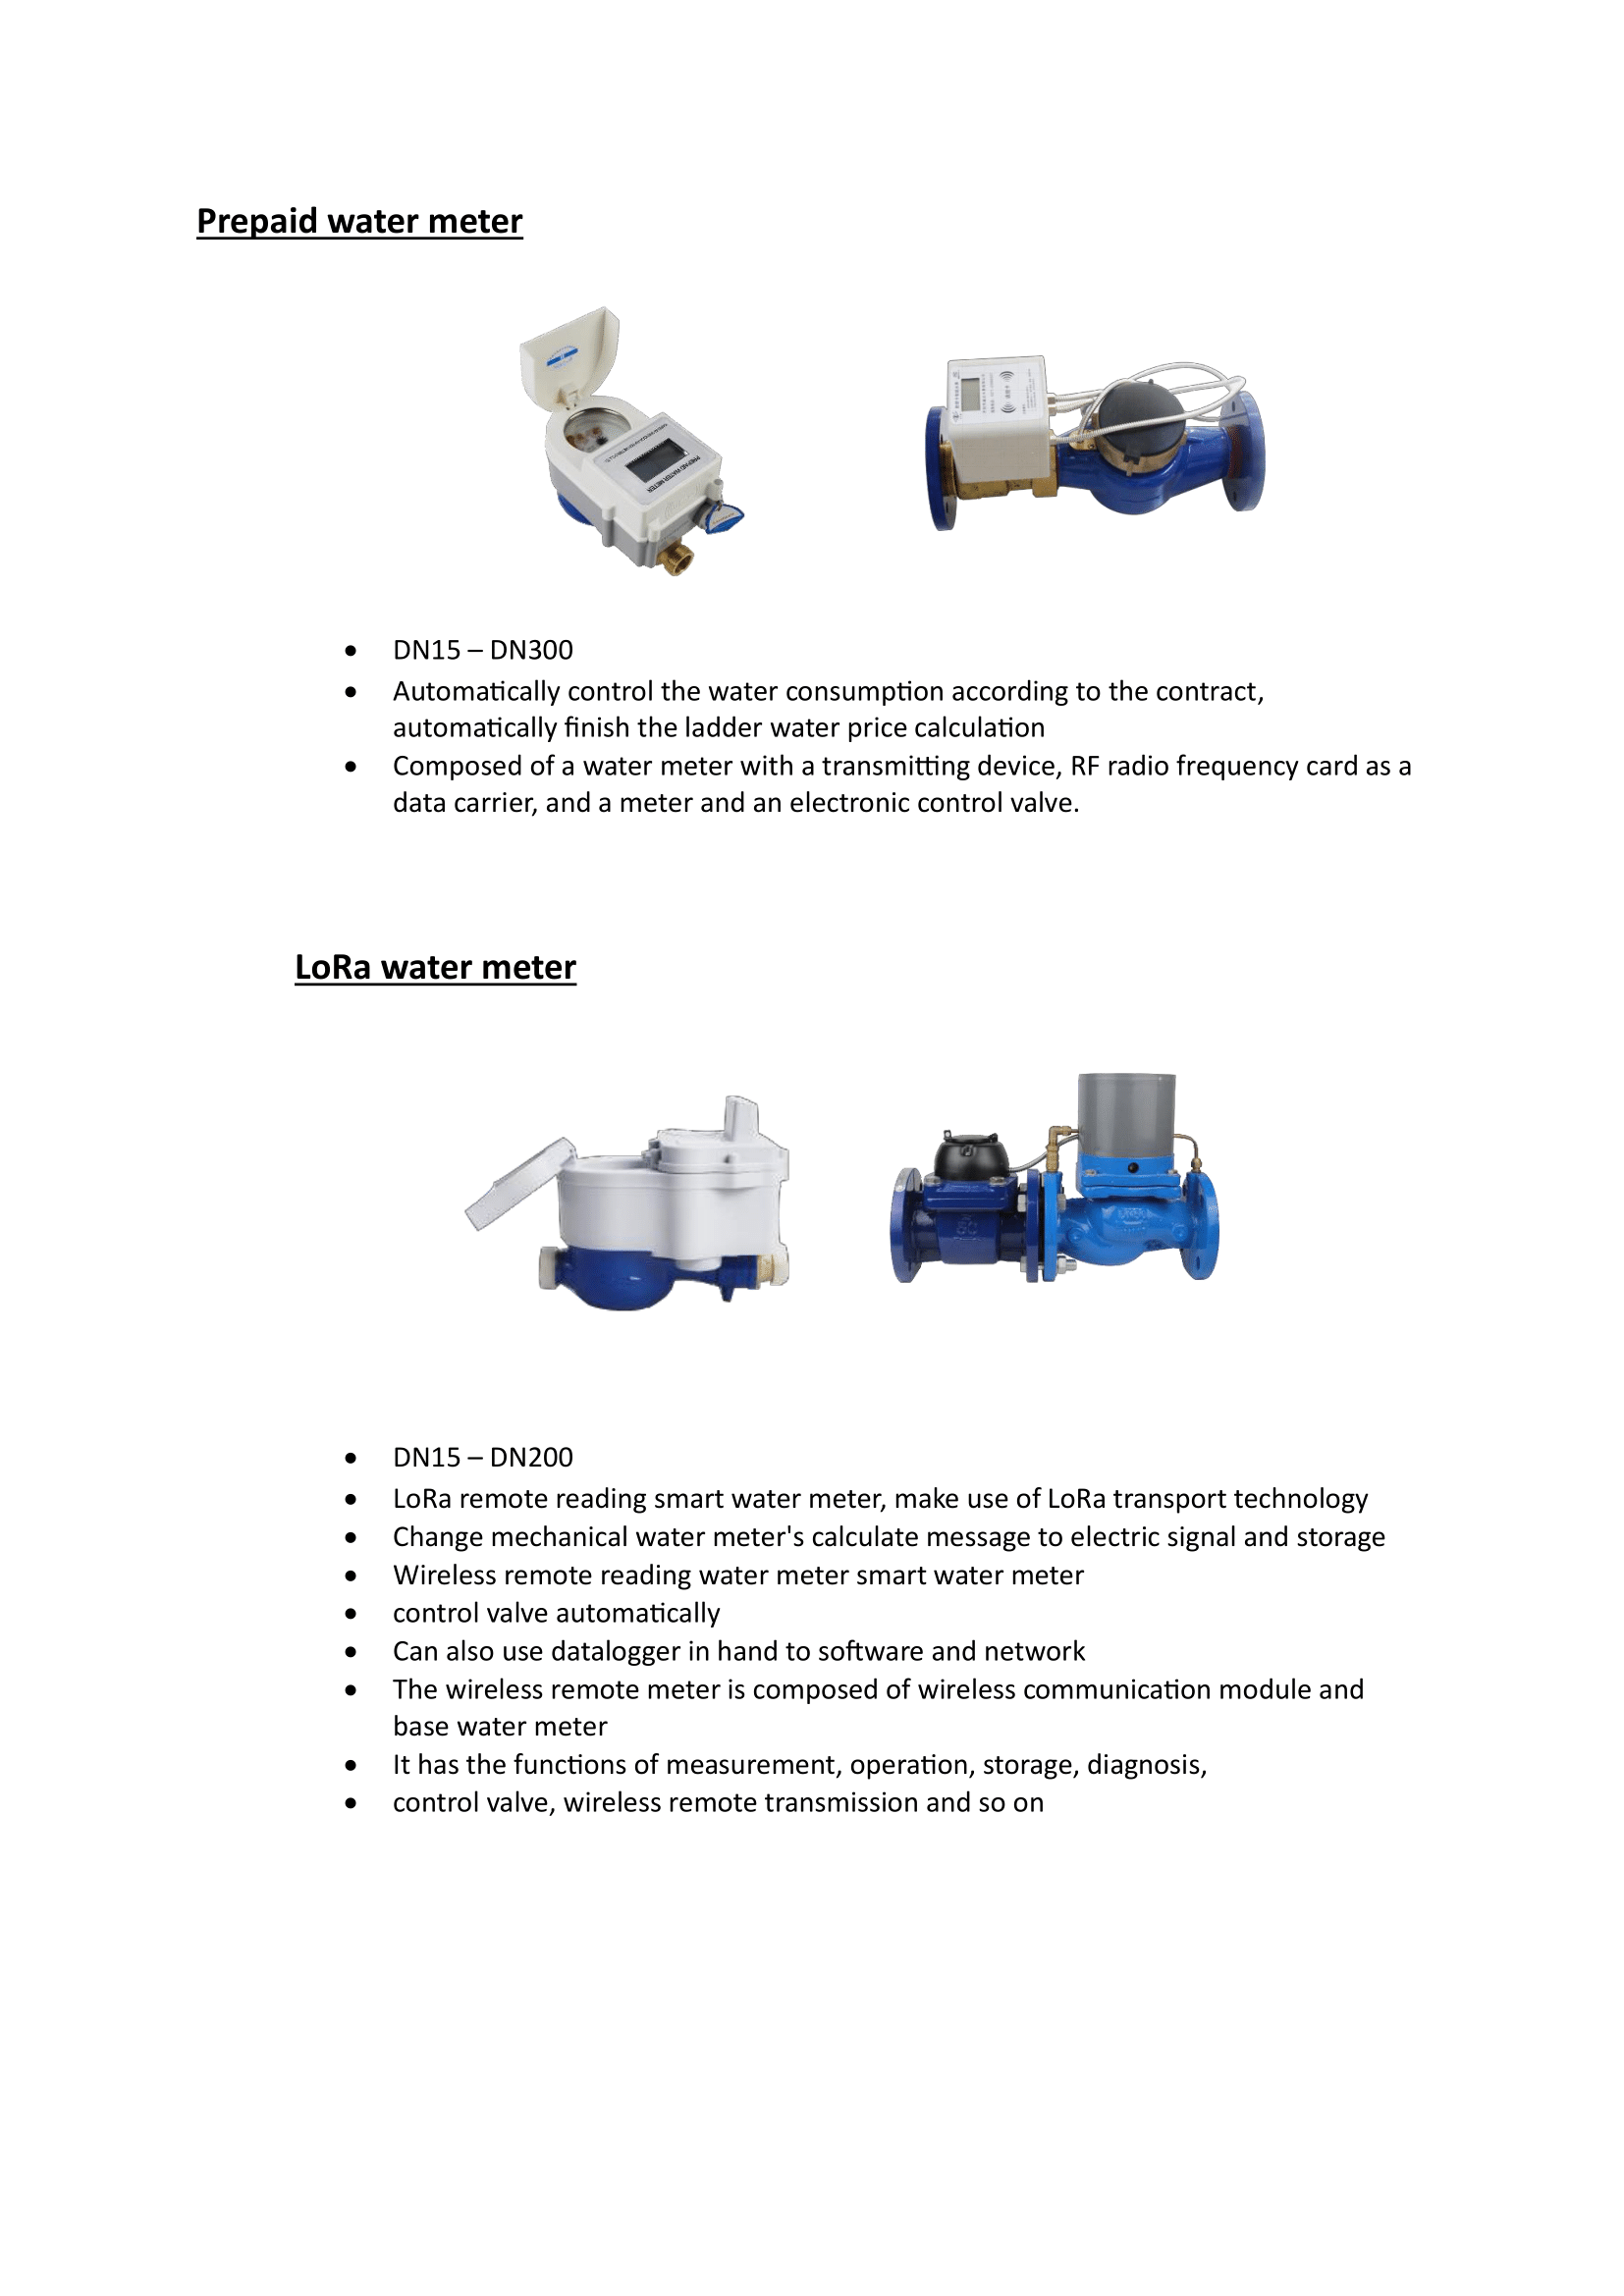 Prepaid water meter
PREPAID WATER METER
• DN15 – DN300
• Automatically control the water consumption according to the contract,
automatically finish the ladder water price calculation
• Composed of a water meter with a transmitting device, RF radio frequency card as a
data carrier, and a meter and an electronic control valve.
LoRa water meter
• DN15 – DN200
• LoRa remote reading smart water meter, make use of LoRa transport technology
• Change mechanical water meter's calculate message to electric signal and storage
• Wireless remote reading water meter smart water meter
• control valve automatically
• Can also use datalogger in hand to software and network
• The wireless remote meter is composed of wireless communication module and
base water meter
• It has the functions of measurement, operation, storage, diagnosis,
• control valve, wireless remote transmission and so on